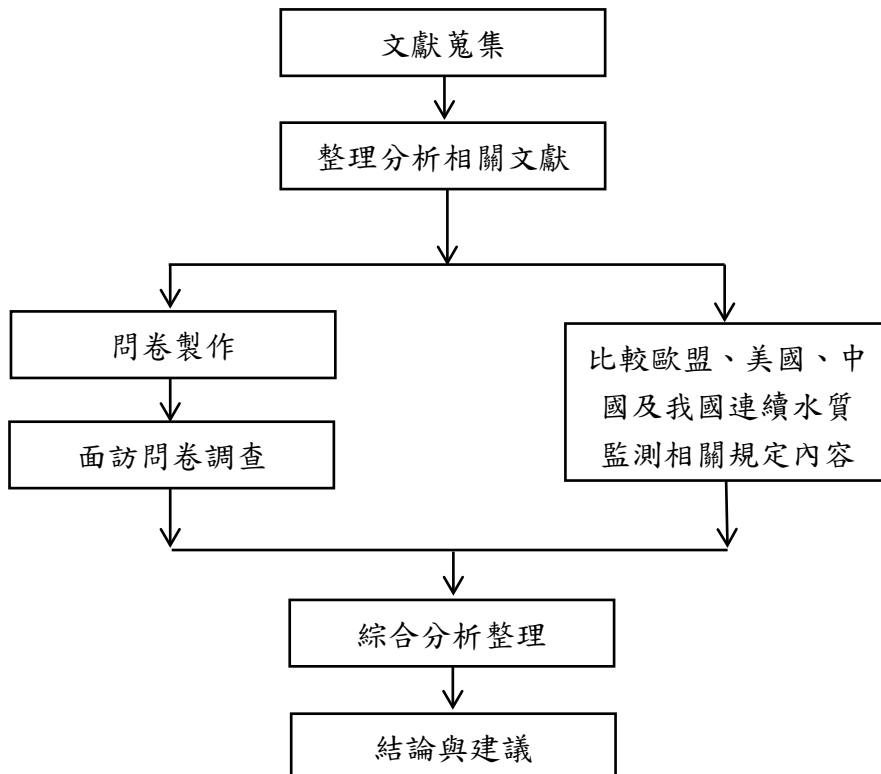 文獻蒐集
整理分析相關文獻
問卷製作
面訪問卷調查
比較歐盟、美國、中
國及我國連續水質
監測相關規定內容
綜合分析整理
結論與建議